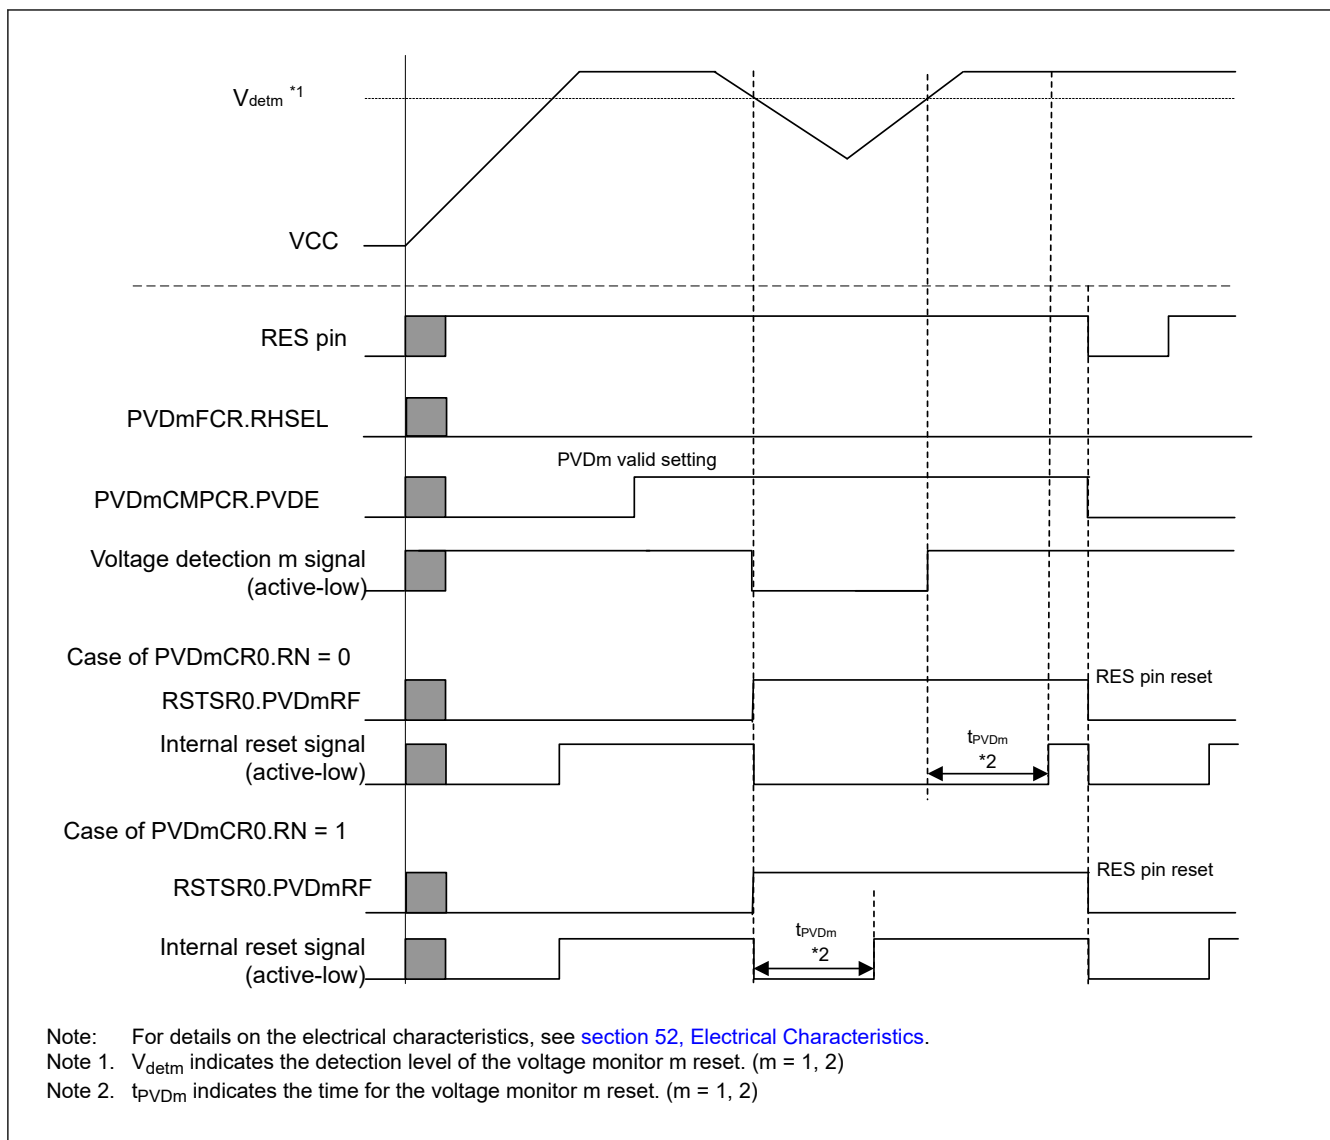 Vdetm *1
VCC
RES pin
PVDmFCR.RHSEL
PVDm valid setting
PVDmCMPCR.PVDE
Voltage detection m signal
(active-low)
Case of PVDmCR0.RN = 0
RES pin reset
RSTSR0.PVDmRF
Internal reset signal
(active-low)
tPVDm
*2
Case of PVDmCR0.RN = 1
RES pin reset
RSTSR0.PVDmRF
Internal reset signal
(active-low)
tPVDm
*2
Note: For details on the electrical characteristics, see section 52, Electrical Characteristics.
Note 1. Vdetm indicates the detection level of the voltage monitor m reset. (m = 1, 2)
Note 2. tPVDm indicates the time for the voltage monitor m reset. (m = 1, 2)